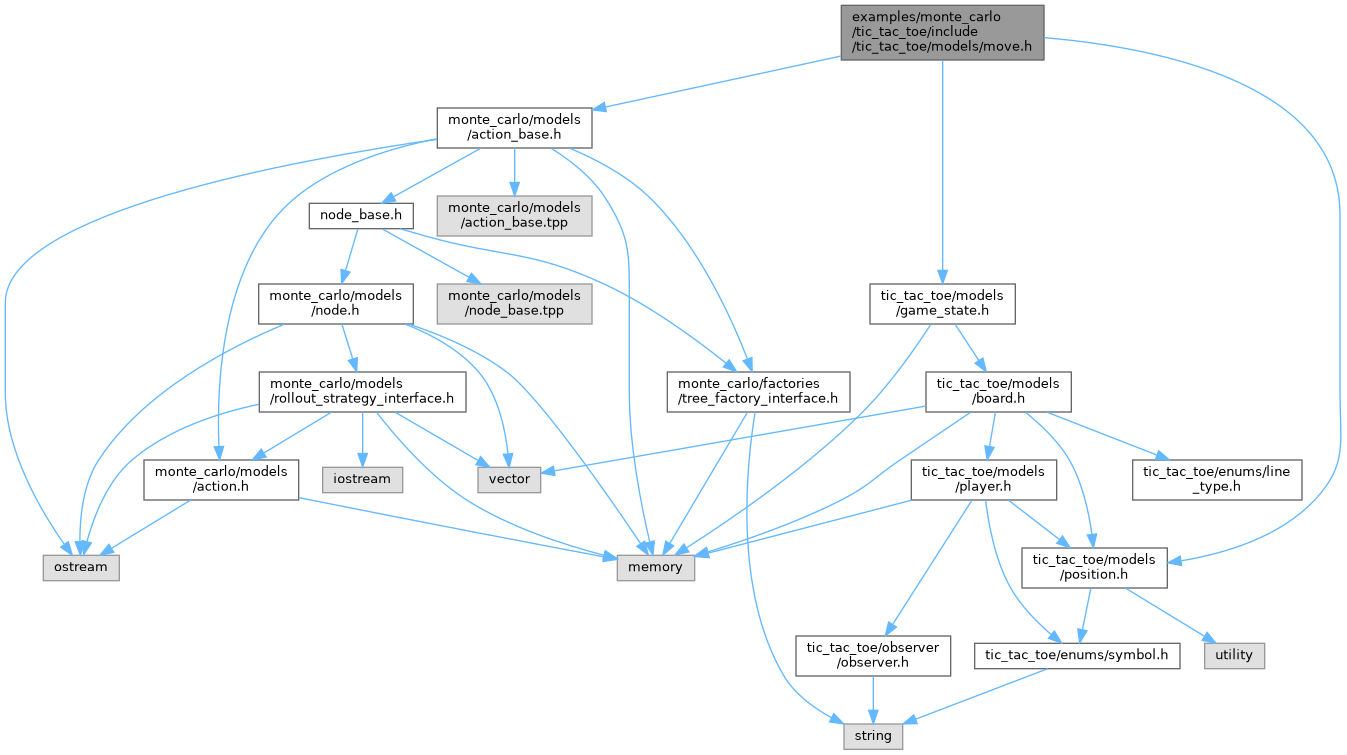 examples/monte_carlo
/tic_tac_toe/include
/tic_tac_toe/models/move.h
monte_carlo/models
/action_base.h
node_base.h
monte_carlo/models
/action_base.tpp
monte_carlo/models
/node.h
monte_carlo/models
/node_base.tpp
tic_tac_toe/models
/game_state.h
monte_carlo/models
/rollout_strategy_interface.h
monte_carlo/factories
/tree_factory_interface.h
tic_tac_toe/models
/board.h
monte_carlo/models
/action.h
iostream
vector
tic_tac_toe/models
/player.h
tic_tac_toe/enums/line
_type.h
ostream
memory
tic_tac_toe/models
/position.h
tic_tac_toe/observer
/observer.h
tic_tac_toe/enums/symbol.h
utility
string